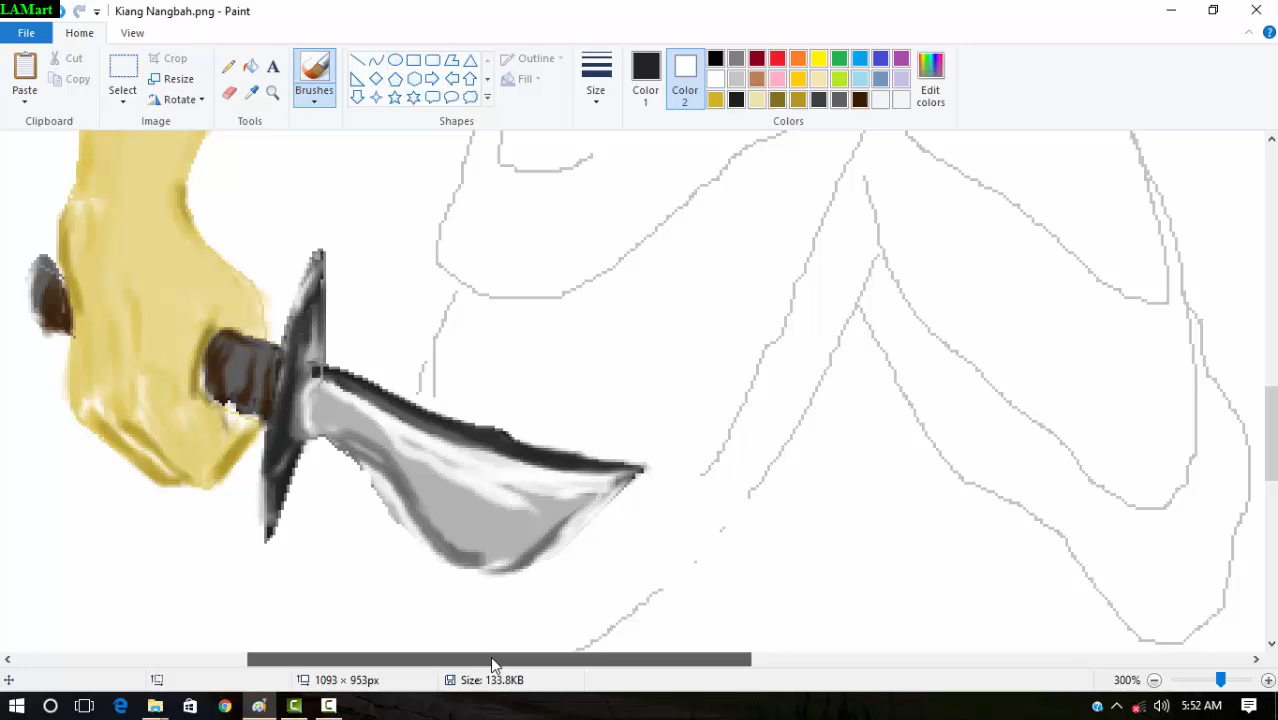 LAMart
Kiang Nangbah.png - Paint
File Home View
Paste
Cut
Copy
Clipboard
Select
Crop
Resize
Rotate
Image
A
Tools
Brushes
Shapes
Outline
Fill
Size
Color 1
Color 2
Edit colors
Colors
1093 × 953px
Size: 133.8KB
300%
5:52 AM